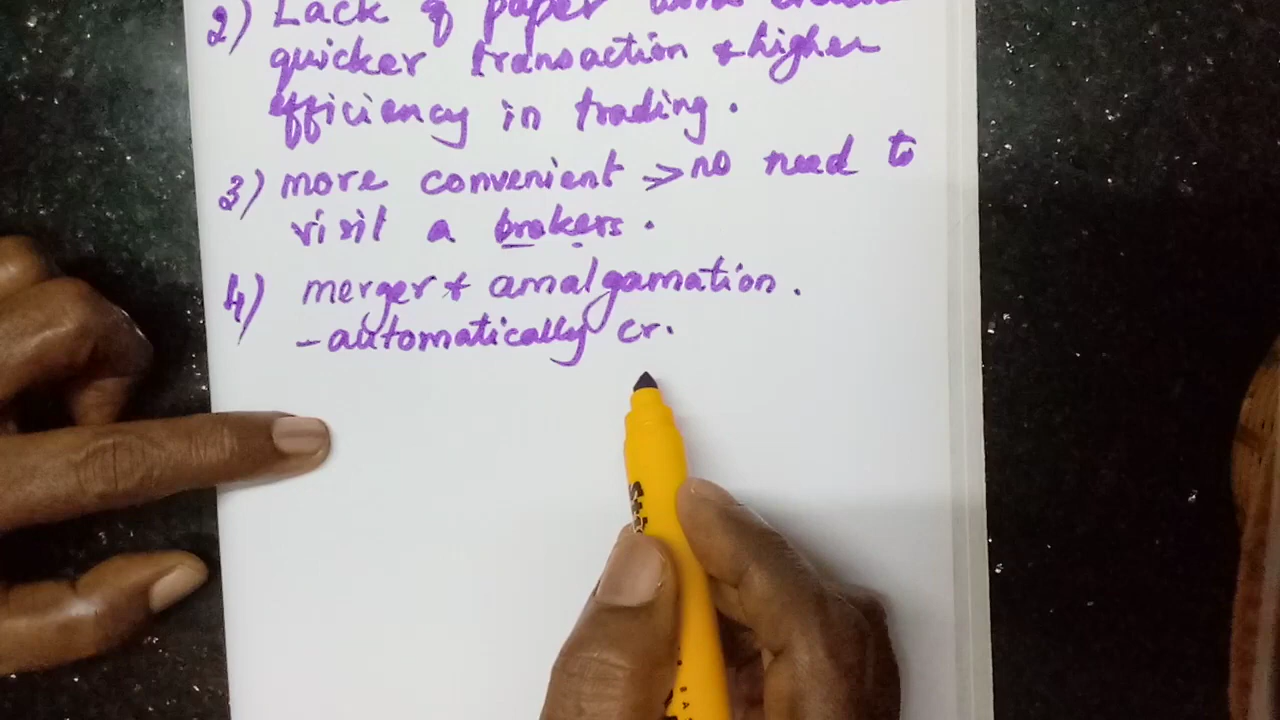 2) Lack of paper
quicker transaction & higher
efficiency in trading.
3) more convenient > no need to
visit a brokers.
4) merger & amalgamation.
- automatically cr.